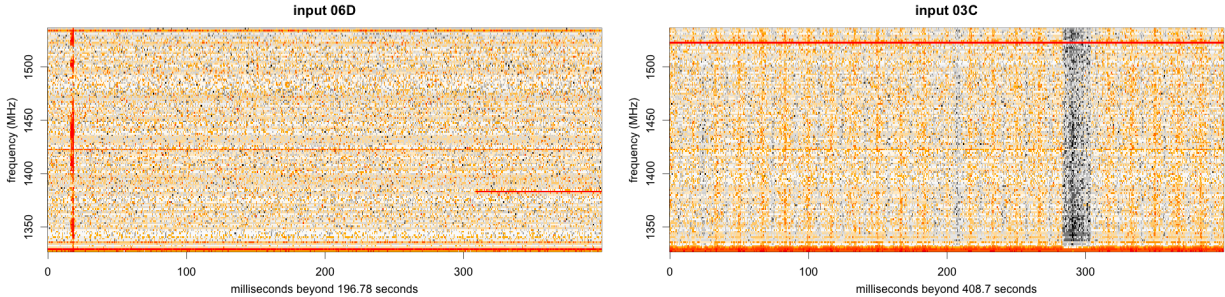 input 06D
frequency (MHz)
1500
1450
1400
1350
0
100
200
300
milliseconds beyond 196.78 seconds
input 03C
frequency (MHz)
1500
1450
1400
1350
0
100
200
300
milliseconds beyond 408.7 seconds